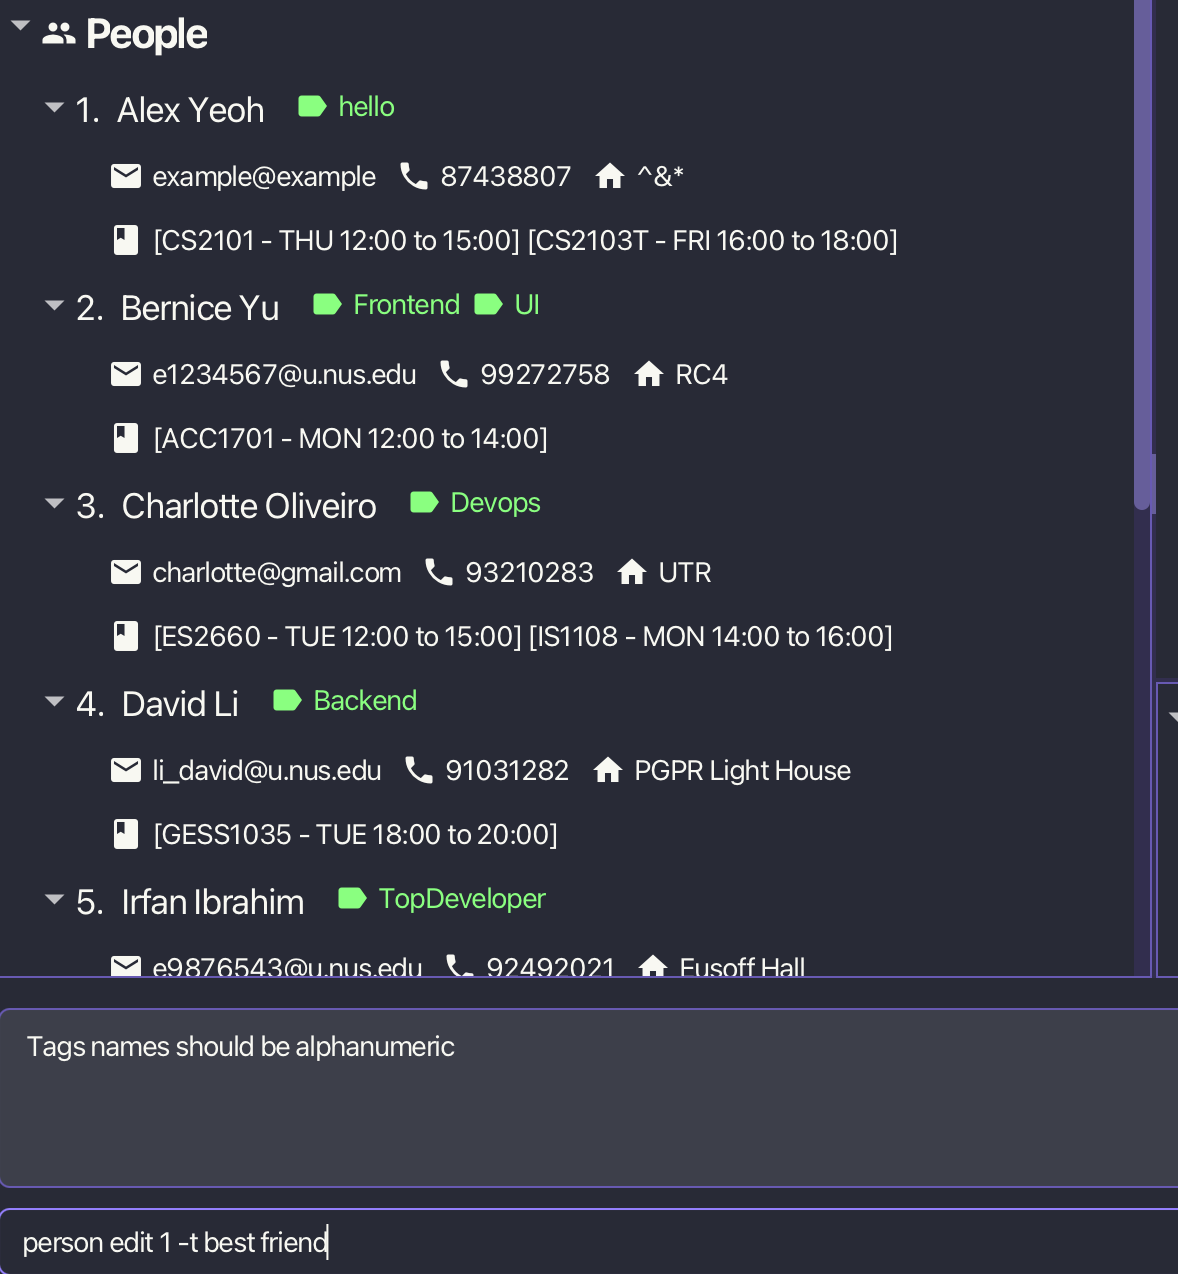 People
1. Alex Yeoh hello
example@example 87438807 ^&*
[CS2101 - THU 12:00 to 15:00] [CS2103T - FRI 16:00 to 18:00]
2. Bernice Yu Frontend UI
e1234567@u.nus.edu 99272758 RC4
[ACC1701 - MON 12:00 to 14:00]
3. Charlotte Oliveiro Devops
charlotte@gmail.com 93210283 UTR
[ES2660 - TUE 12:00 to 15:00] [IS1108 - MON 14:00 to 16:00]
4. David Li Backend
li_david@u.nus.edu 91031282 PGPR Light House
[GESS1035 - TUE 18:00 to 20:00]
5. Irfan Ibrahim TopDeveloper
e9876543@u.nus.edu 92492021 Eusoff Hall
Tags names should be alphanumeric
person edit 1 -t best friend